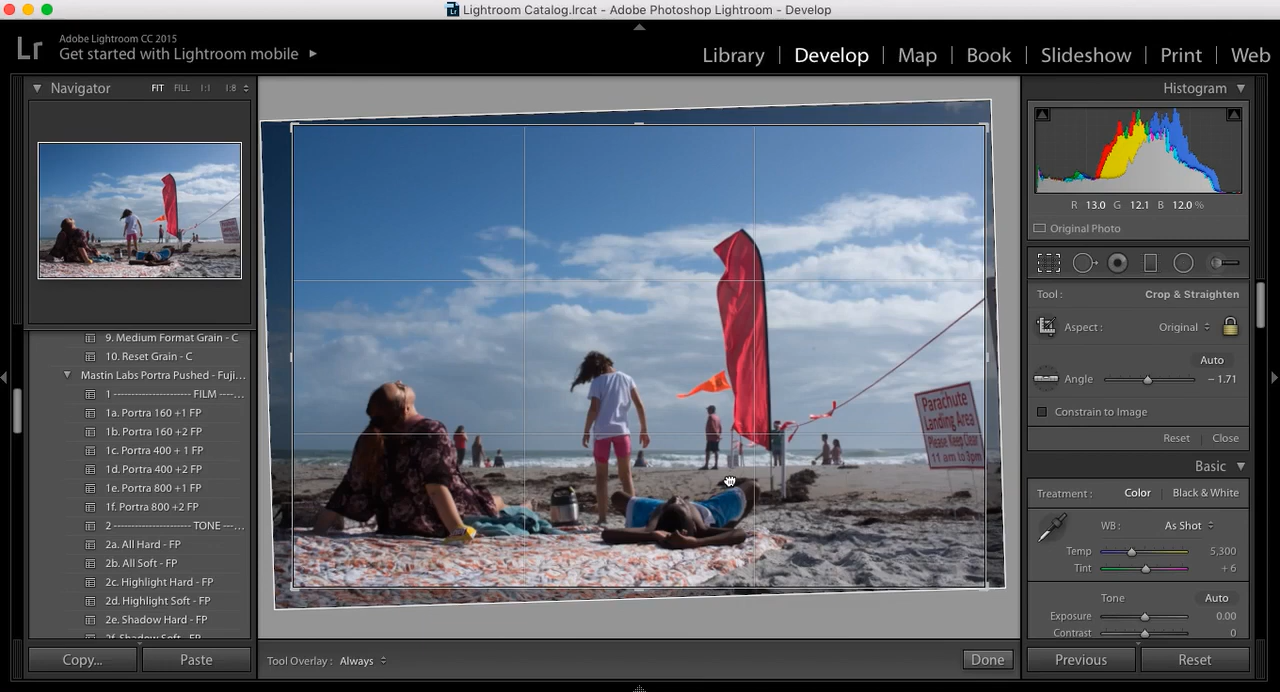 Lightroom Catalog.lrcat - Adobe Photoshop Lightroom - Develop
Lr
Adobe Lightroom CC 2015
Get started with Lightroom mobile
Library | Develop | Map | Book | Slideshow | Print | Web
Navigator FIT FILL 1:1 1:8
9. Medium Format Grain - C
10. Reset Grain - C
Mastin Labs Portra Pushed - Fuji...
1 ---------------------- FILM ----...
1a. Portra 160 +1 FP
1b. Portra 160 +2 FP
1c. Portra 400 + 1 FP
1d. Portra 400 +2 FP
1e. Portra 800 +1 FP
1f. Portra 800 +2 FP
2 ---------------------- TONE ---...
2a. All Hard - FP
2b. All Soft - FP
2c. Highlight Hard - FP
2d. Highlight Soft - FP
2e. Shadow Hard - FP
2f. Shadow Soft - FP
Copy... Paste
Parachute
Landing Area
Please Keep Clear
11 am to 3pm
Tool Overlay : Always
Done
Histogram
R 13.0 G 12.1 B 12.0 %
Original Photo
Tool : Crop & Straighten
Aspect : Original
Auto
Angle - 1.71
Constrain to Image
Reset Close
Basic
Treatment : Color Black & White
WB : As Shot
Temp 5,300
Tint + 6
Tone Auto
Exposure 0.00
Contrast 0
Previous Reset